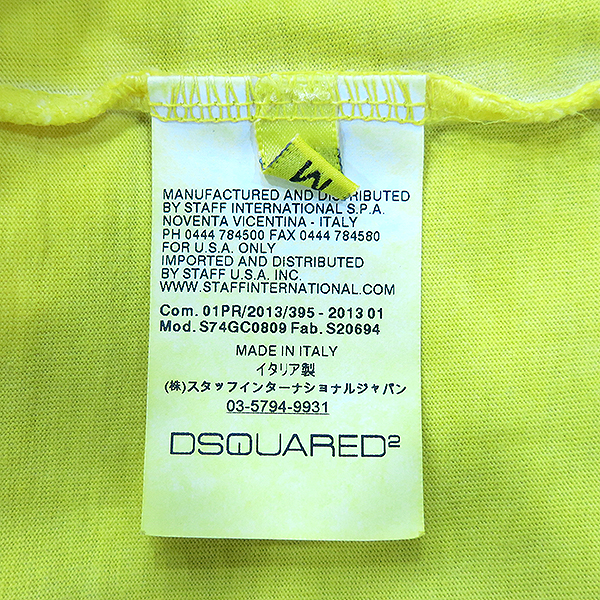 M
MANUFACTURED AND DISTRIBUTED
BY STAFF INTERNATIONAL S.P.A.
NOVENTA VICENTINA - ITALY
PH 0444 784500 FAX 0444 784580
FOR U.S.A. ONLY
IMPORTED AND DISTRIBUTED
BY STAFF U.S.A. INC.
WWW.STAFFINTERNATIONAL.COM
Com. 01PR/2013/395 - 2013 01
Mod. S74GC0809 Fab. S20694
MADE IN ITALY
イタリア製
(株)スタッフインターナショナルジャパン
03-5794-9931
DSQUARED²